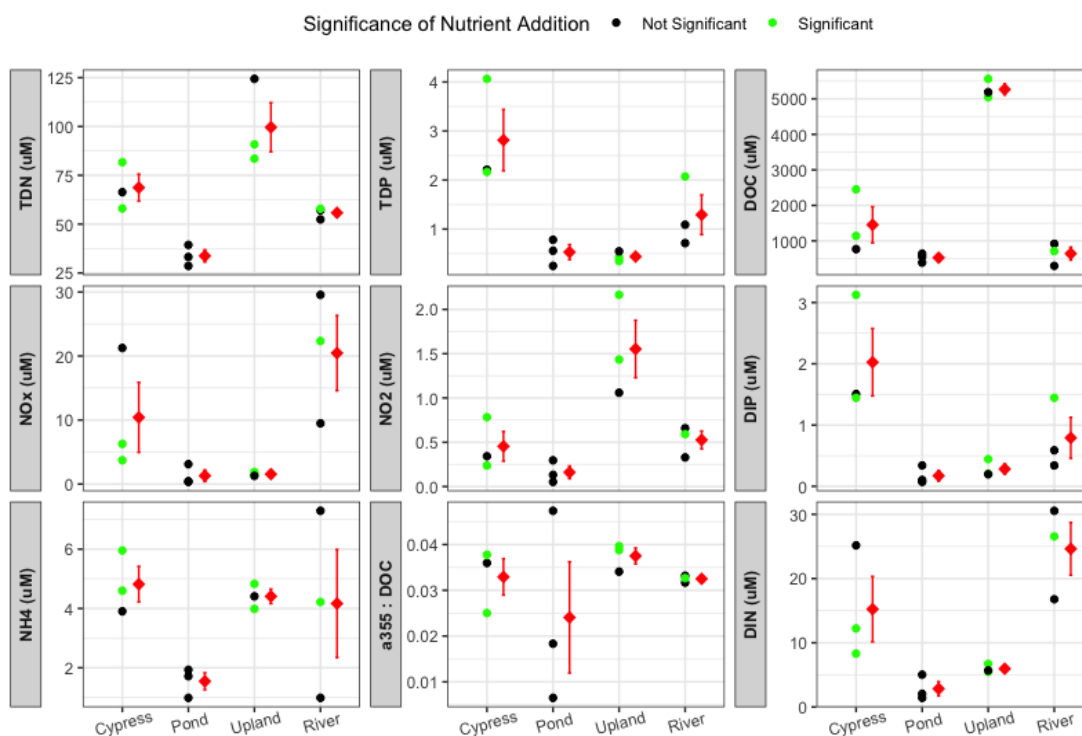 Significance of Nutrient Addition Not Significant Significant
TDN (uM)
125
100
75
50
25
TDP (uM)
4
3
2
1
DOC (uM)
5000
4000
3000
2000
1000
NOx (uM)
30
20
10
0
NO2 (uM)
2.0
1.5
1.0
0.5
0.0
DIP (uM)
3
2
1
0
NH4 (uM)
6
4
2
a355 : DOC
0.04
0.03
0.02
0.01
DIN (uM)
30
20
10
0
Cypress Pond Upland River
Cypress Pond Upland River
Cypress Pond Upland River